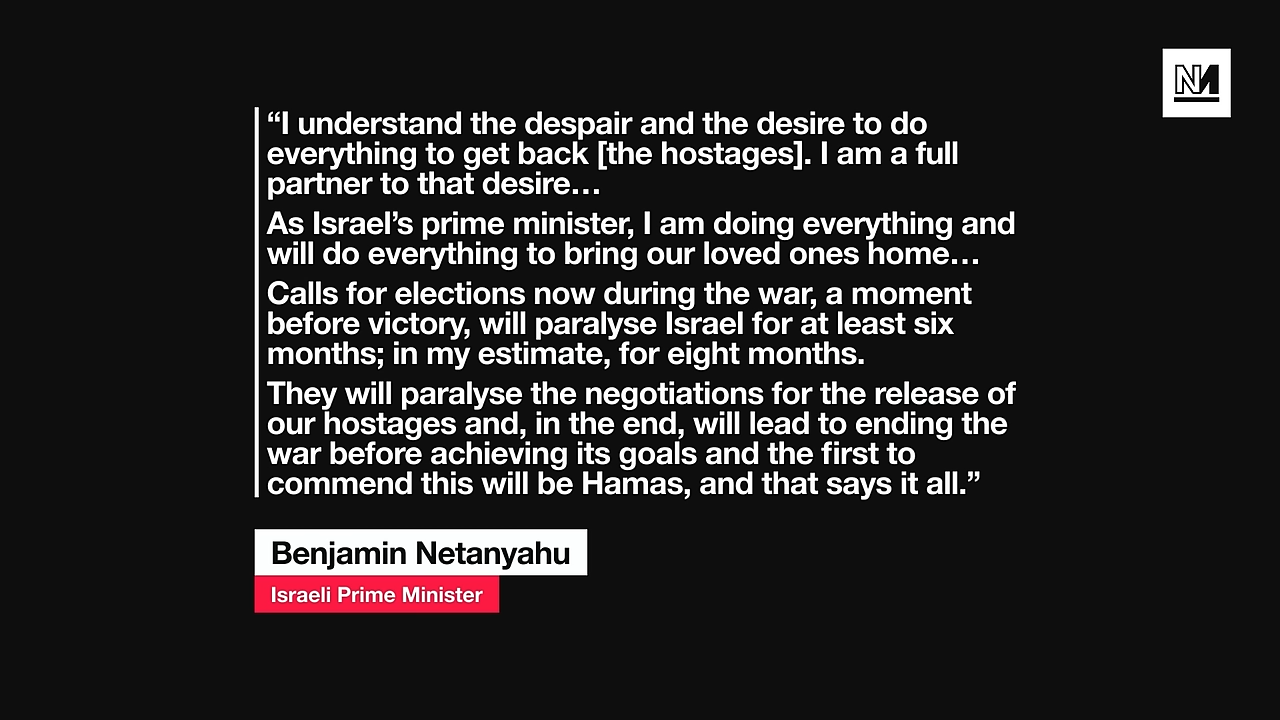 “I understand the despair and the desire to do
everything to get back [the hostages]. I am a full
partner to that desire…
As Israel’s prime minister, I am doing everything and
will do everything to bring our loved ones home…
Calls for elections now during the war, a moment
before victory, will paralyse Israel for at least six
months; in my estimate, for eight months.
They will paralyse the negotiations for the release of
our hostages and, in the end, will lead to ending the
war before achieving its goals and the first to
commend this will be Hamas, and that says it all.”
Benjamin Netanyahu
Israeli Prime Minister
NM